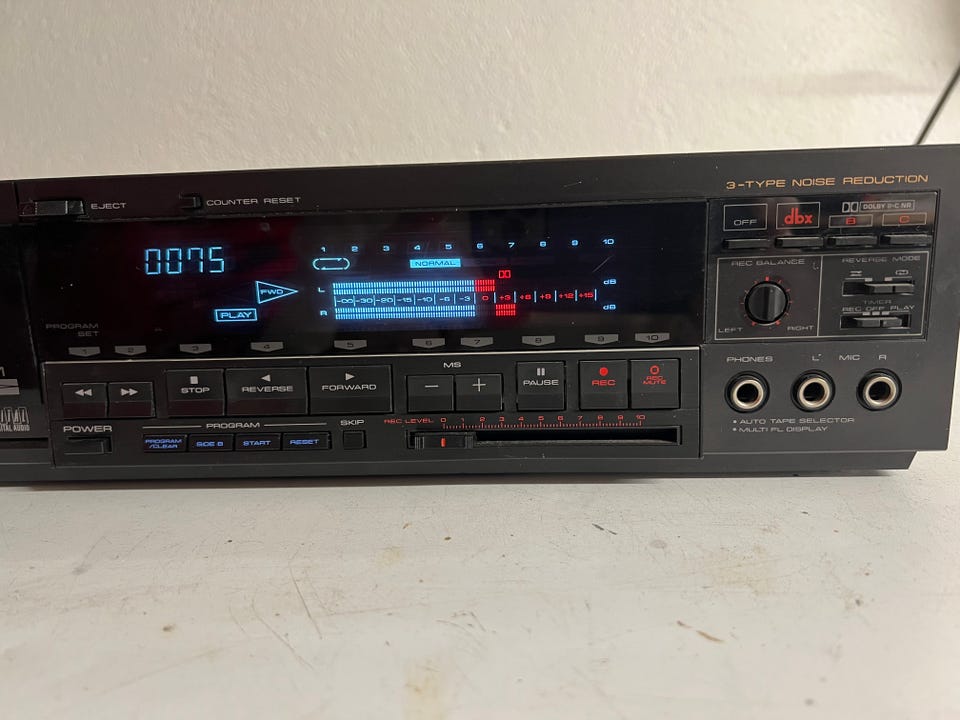 3-TYPE NOISE REDUCTION
EJECT
COUNTER RESET
OFF
dbx
DOLBY B-C NR
B
C
0075
1 2 3 4 5 6 7 8 9 10
NORMAL
FWD
L
dB
-∞ -30 -20 -15 -10 -6 -3 0 +3 +6 +12 +15
R
dB
PLAY
REC BALANCE
LEFT
RIGHT
REVERSE MODE
TIMER
REC OFF PLAY
PROGRAM
SET
1 2 3 4 5 6 7 8 9 10
STOP
REVERSE
FORWARD
MS
− +
PAUSE
REC
REC
MUTE
PHONES
L
MIC
R
• AUTO TAPE SELECTOR
• MULTI FL DISPLAY
POWER
PROGRAM
SKIP
REC LEVEL
0 1 2 3 4 5 6 7 8 9 10
PROGRAM
/CLEAR
SIDE B
START
RESET